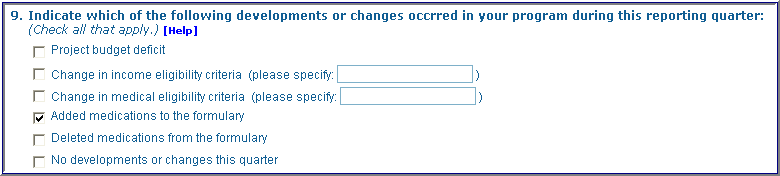 9. Indicate which of the following developments or changes occrred in your program during this reporting quarter:
(Check all that apply.) [Help]
Project budget deficit
Change in income eligibility criteria (please specify: )
Change in medical eligibility criteria (please specify: )
Added medications to the formulary
Deleted medications from the formulary
No developments or changes this quarter